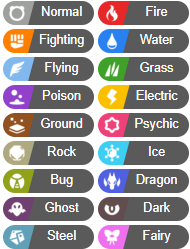 Normal Fire
Fighting Water
Flying Grass
Poison Electric
Ground Psychic
Rock Ice
Bug Dragon
Ghost Dark
Steel Fairy